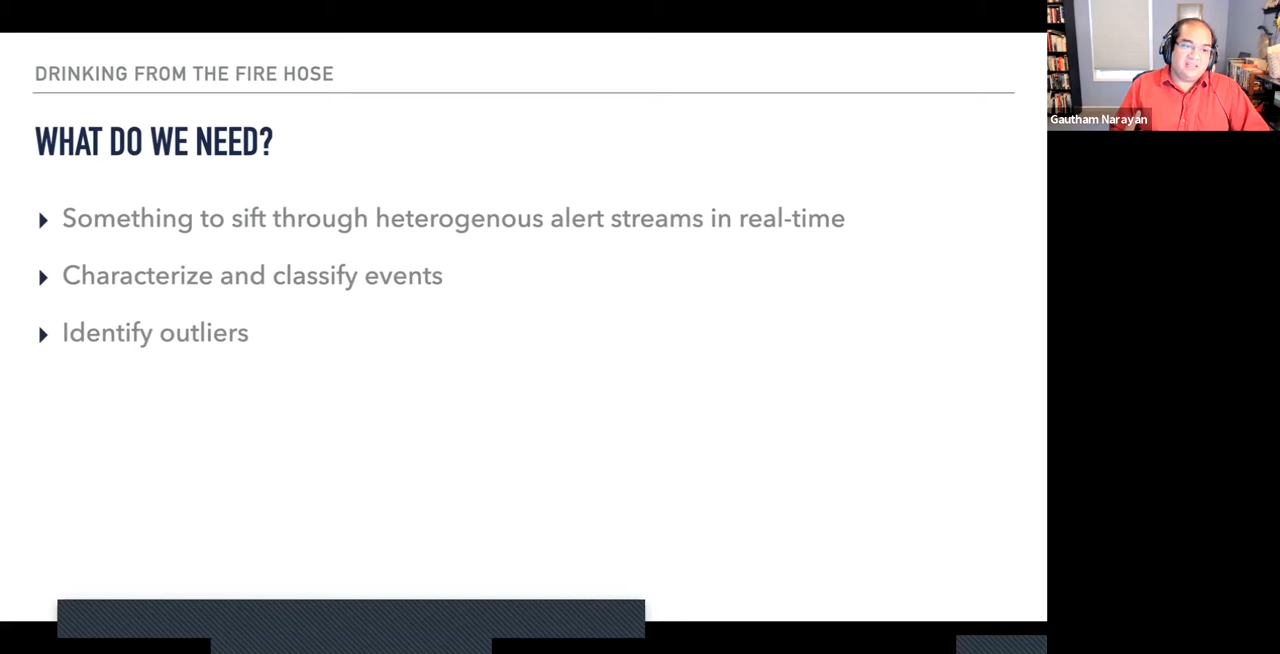 DRINKING FROM THE FIRE HOSE
WHAT DO WE NEED?
Something to sift through heterogenous alert streams in real-time
Characterize and classify events
Identify outliers
Gautham Narayan